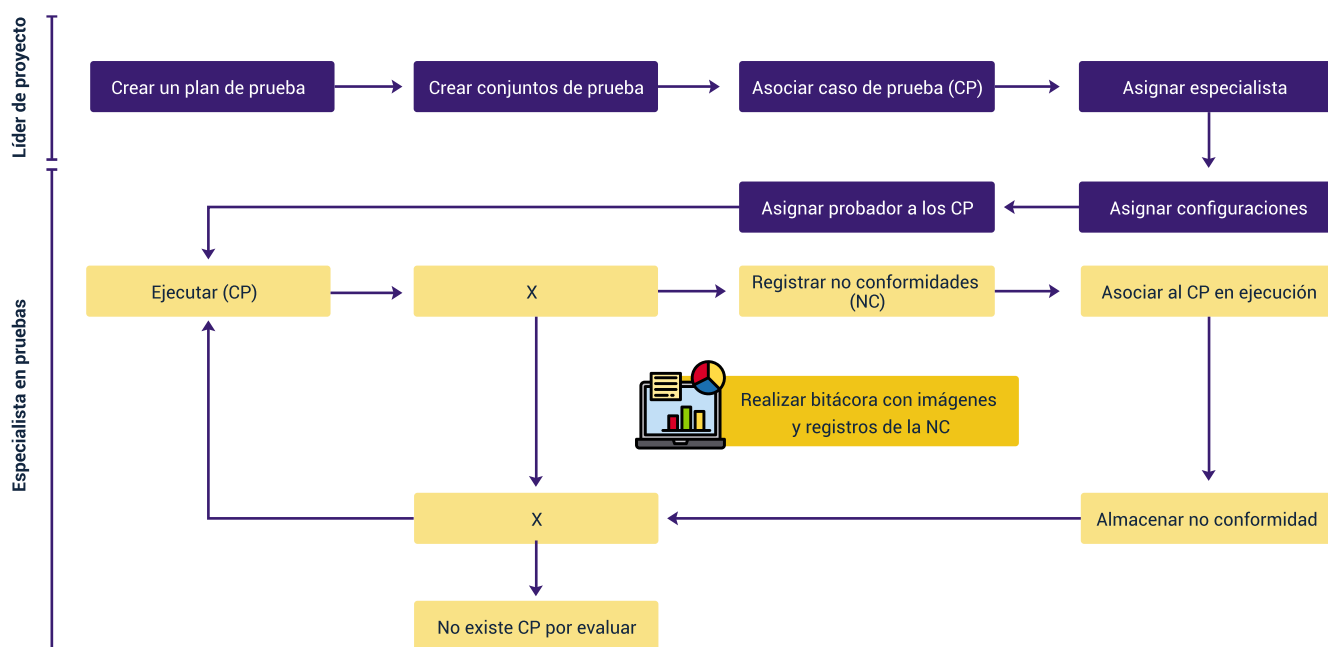 Líder de proyecto
Crear un plan de prueba
Crear conjuntos de prueba
Asociar caso de prueba (CP)
Asignar especialista
Especialista en pruebas
Asignar probador a los CP
Asignar configuraciones
Ejecutar (CP)
X
Registrar no conformidades
(NC)
Asociar al CP en ejecución
Realizar bitácora con imágenes
y registros de la NC
X
Almacenar no conformidad
No existe CP por evaluar